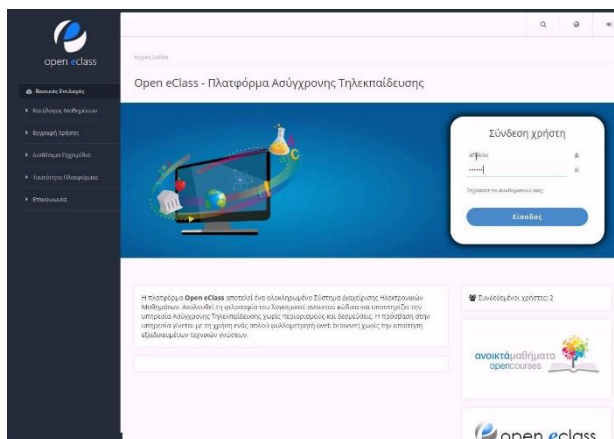 open eclass
Αρχική Σελίδα
Open eClass - Πλατφόρμα Ασύγχρονης Τηλεκπαίδευσης
Βασικές Επιλογές
Κατάλογος Μαθημάτων
Εγγραφή Χρήστη
Διαθέσιμα Εγχειρίδια
Ταυτότητα Πλατφόρμας
Επικοινωνία
Σύνδεση χρήστη
Ξεχάσατε το συνθηματικό σας;
Είσοδος
Η πλατφόρμα Open eClass αποτελεί ένα ολοκληρωμένο Σύστημα Διαχείρισης Ηλεκτρονικών
Μαθημάτων. Ακολουθεί τη φιλοσοφία του λογισμικού ανοικτού κώδικα και υποστηρίζει την
υπηρεσία Ασύγχρονης Τηλεκπαίδευσης χωρίς περιορισμούς και δεσμεύσεις. Η πρόσβαση στην
υπηρεσία γίνεται με τη χρήση ενός απλού φυλλομετρητή (web browser) χωρίς την απαίτηση
εξειδικευμένων τεχνικών γνώσεων.
Συνδεδεμένοι χρήστες: 2
ανοικτάμαθήματα
opencourses
open eclass